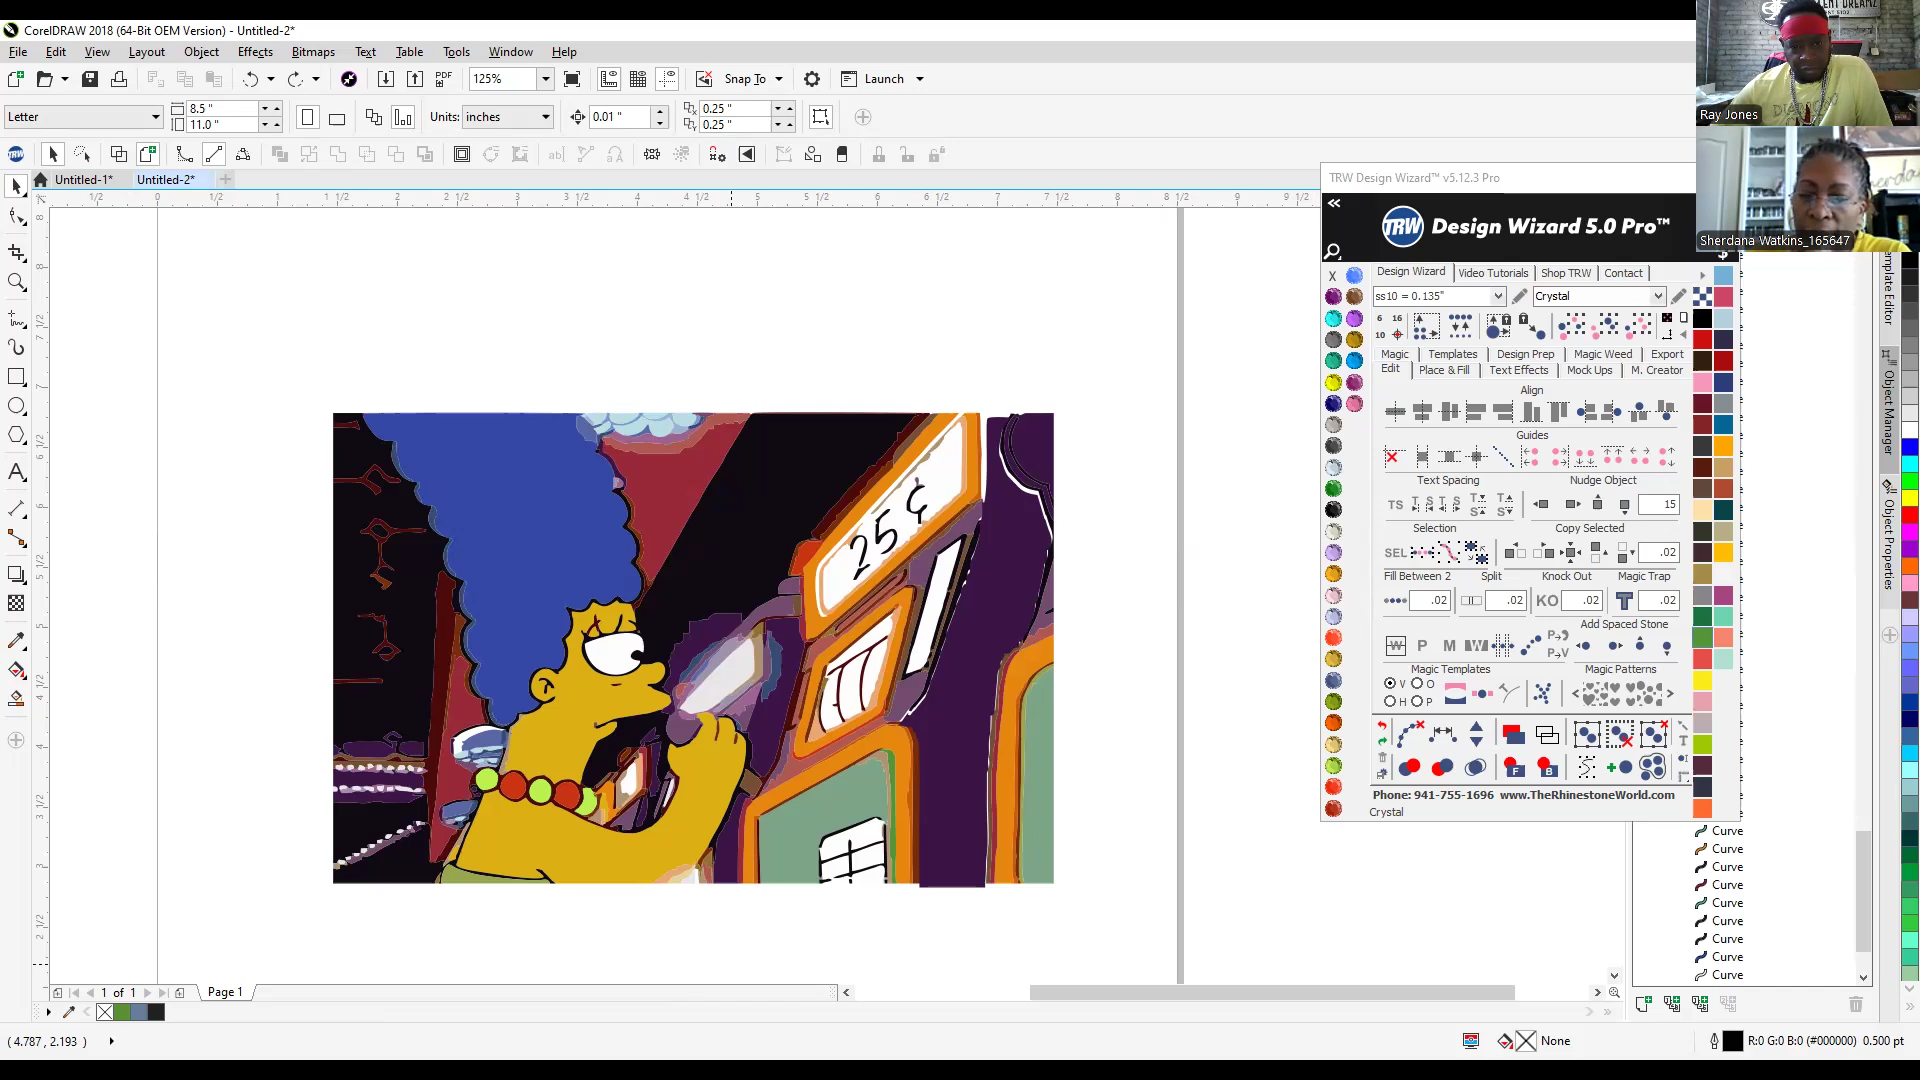 CorelDRAW 2018 (64-Bit OEM Version) - Untitled-2*
File Edit View Layout Object Effects Bitmaps Text Table Tools Window Help
PDF 125% Snap To Launch
Letter 8.5 " 11.0 " Units: inches 0.01 " 0.25 " 0.25 "
Untitled-1* Untitled-2*
Ray Jones
Sherdana Watkins_165647
TRW Design Wizard™ v5.12.3 Pro
TRW Design Wizard 5.0 Pro™
Design Wizard Video Tutorials Shop TRW Contact
ss10 = 0.135" Crystal
6 16
10
Magic Templates Design Prep Magic Weed Export
Edit Place & Fill Text Effects Mock Ups M. Creator
Align
Guides
Text Spacing Nudge Object
TS 15
Selection Copy Selected
SEL .02
Fill Between 2 Split Knock Out Magic Trap
.02 .02 KO .02 T .02
Add Spaced Stone
W P M W
Magic Templates Magic Patterns
V O
H P
Phone: 941-755-1696 www.TheRhinestoneWorld.com
Crystal
25¢
Object Manager
Object Properties
Curve
Curve
Curve
Curve
Curve
Curve
Curve
Curve
Curve
1 of 1 Page 1
( 4.787 , 2.193 )
None R:0 G:0 B:0 (#000000) 0.500 pt